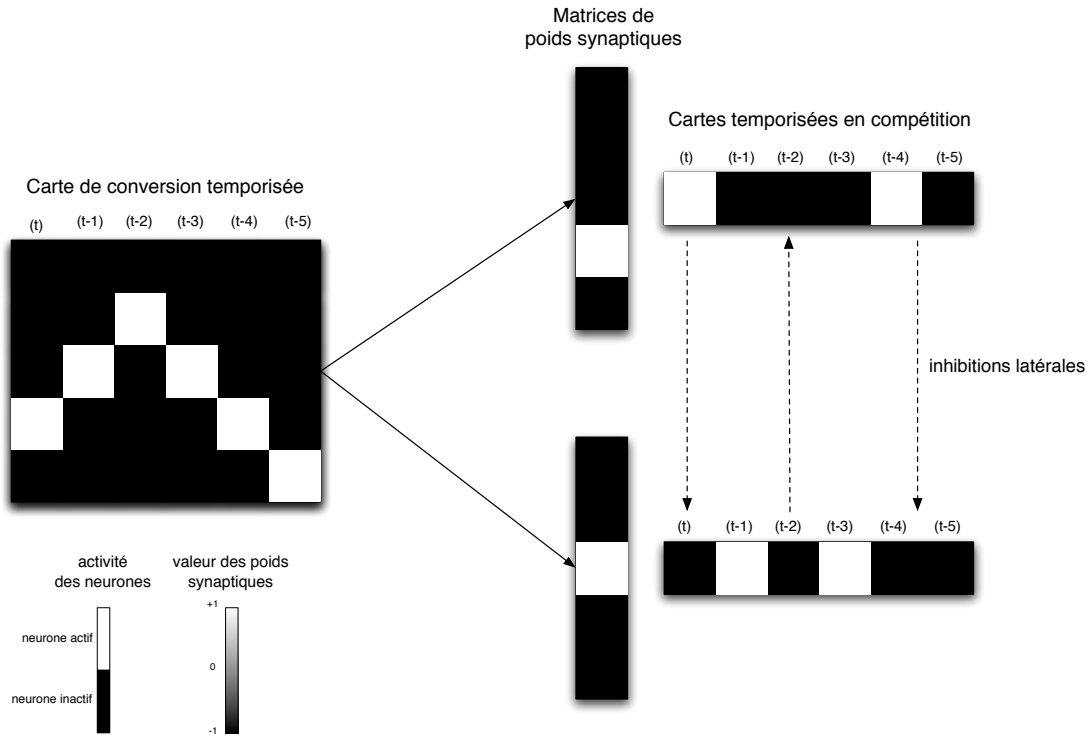 Matrices de
poids synaptiques
Cartes temporisées en compétition
(t) (t-1) (t-2) (t-3) (t-4) (t-5)
Carte de conversion temporisée
(t) (t-1) (t-2) (t-3) (t-4) (t-5)
inhibitions latérales
(t) (t-1) (t-2) (t-3) (t-4) (t-5)
activité
des neurones
neurone actif
neurone inactif
valeur des poids
synaptiques
+1
0
-1